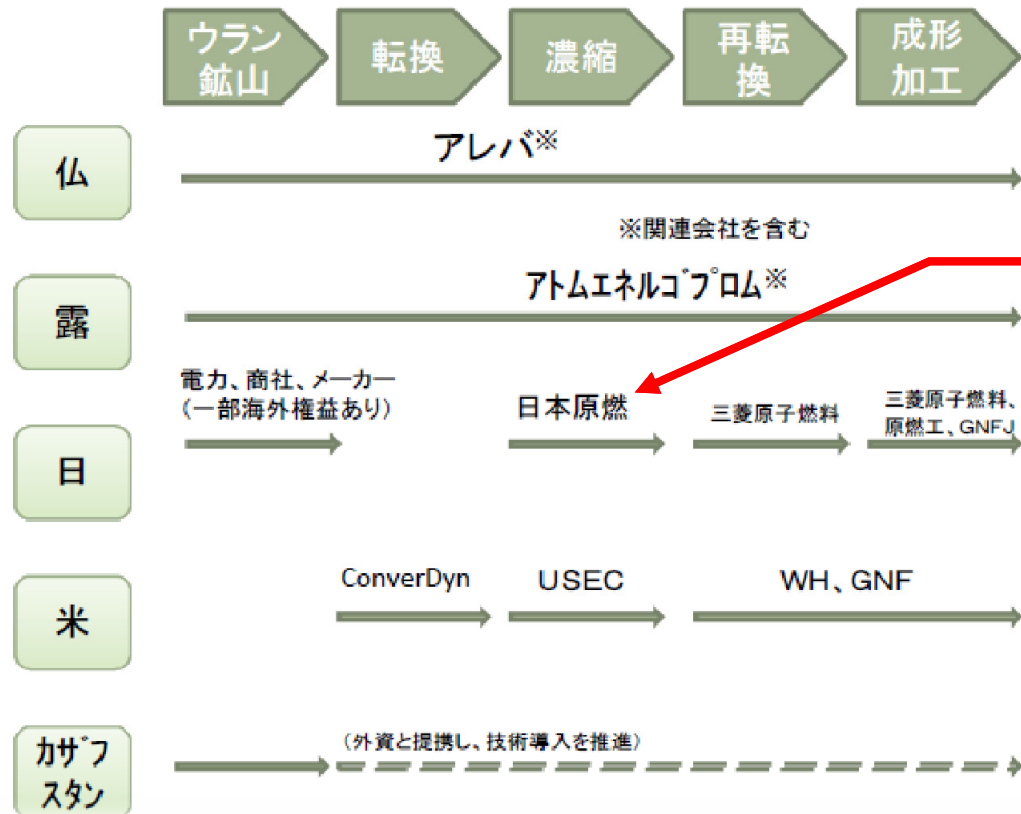 ウラン
鉱山
転換
濃縮
再転
換
成形
加工
仏
アレバ※
※関連会社を含む
露
アトムエネルゴプロム※
日
電力、商社、メーカー
(一部海外権益あり)
日本原燃
三菱原子燃料
三菱原子燃料、
原燃工、GNFJ
米
ConverDyn
USEC
WH、GNF
カザフ
スタン
(外資と提携し、技術導入を推進)